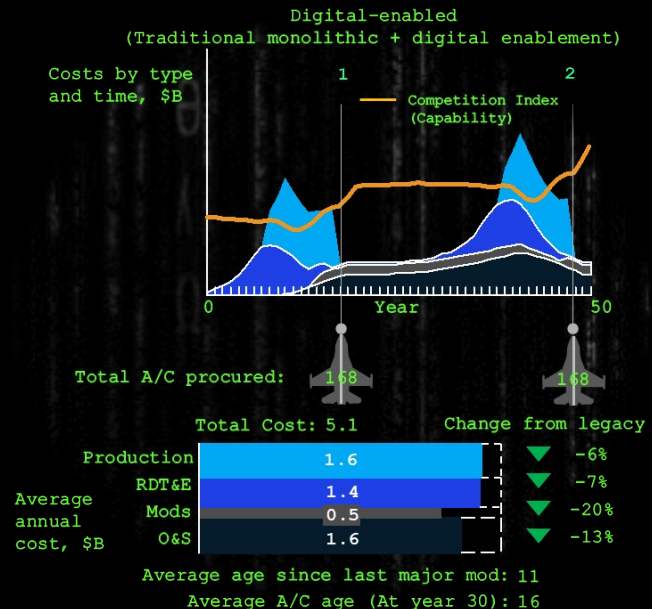 Digital-enabled
(Traditional monolithic + digital enablement)
Costs by type
and time, $B
1
2
Competition Index
(Capability)
0
Year
50
Total A/C procured:
168
168
Total Cost: 5.1
Change from legacy
Production
1.6
-6%
RDT&E
1.4
-7%
Mods
0.5
-20%
O&S
1.6
-13%
Average
annual
cost, $B
Average age since last major mod: 11
Average A/C age (At year 30): 16